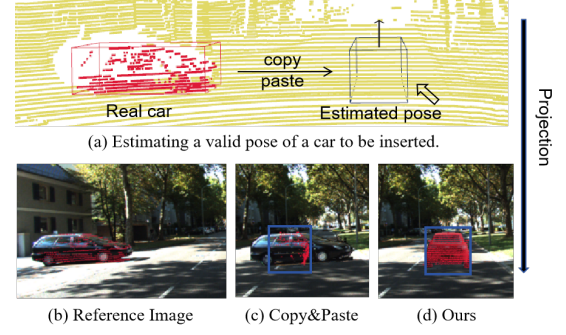 copy
paste
Real car
Estimated pose
(a) Estimating a valid pose of a car to be inserted.
Projection
(b) Reference Image
(c) Copy&Paste
(d) Ours